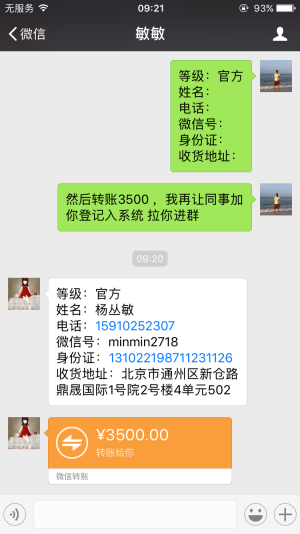 无服务 09:21 93%
微信 敏敏
等级：官方
姓名：
电话：
微信号：
身份证：
收货地址：
然后转账3500 ，我再让同事加
你登记入系统 拉你进群
09:20
等级：官方
姓名：杨丛敏
电话：15910252307
微信号：minmin2718
身份证：131022198711231126
收货地址：北京市通州区新仓路
鼎晟国际1号院2号楼4单元502
¥3500.00
转账给你
微信转账